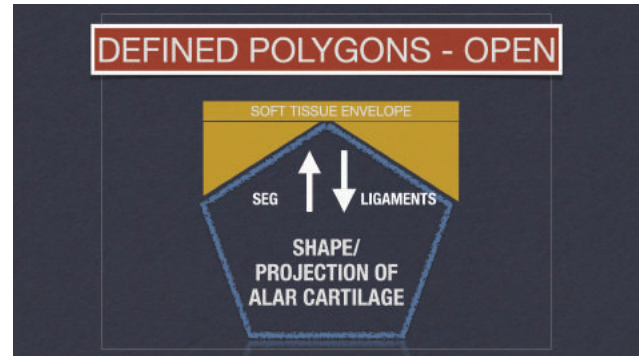 DEFINED POLYGONS - OPEN
SOFT TISSUE ENVELOPE
SEG
LIGAMENTS
SHAPE/
PROJECTION OF
ALAR CARTILAGE